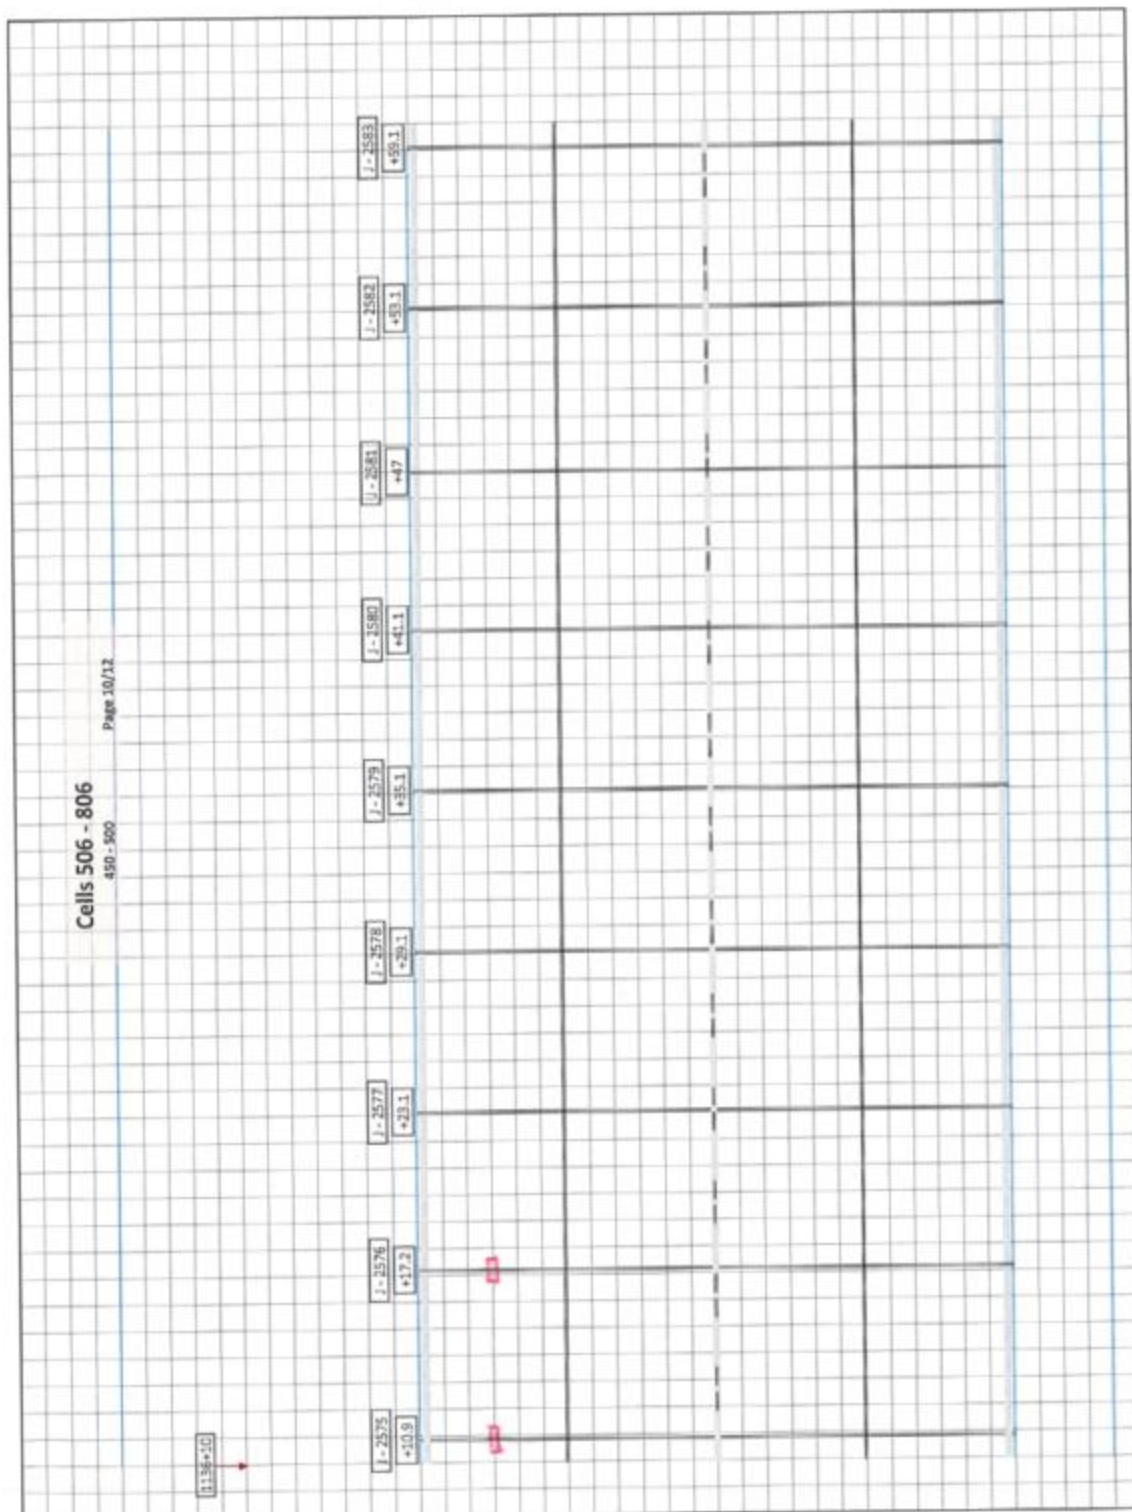 Cells 506 - 806
450 - 500 Page 10/12
1136+10
J - 2575
+10.9
J - 2576
+17.2
J - 2577
+23.1
J - 2578
+29.1
J - 2579
+35.1
J - 2580
+41.1
J - 2581
+47
J - 2582
+53.1
J - 2583
+59.1